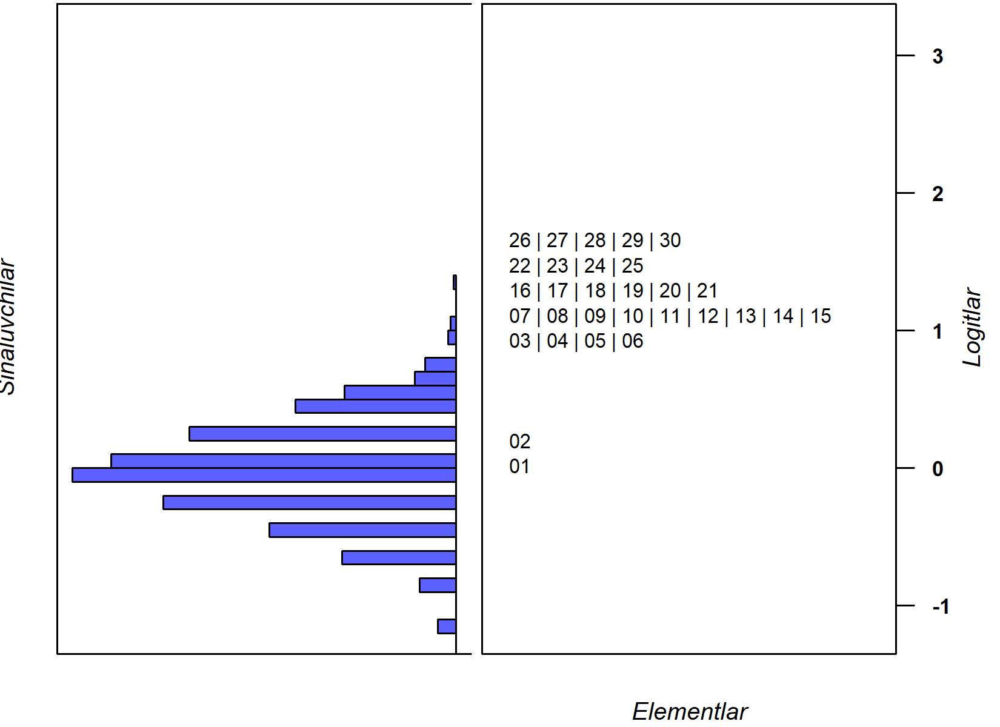 Sinaluvchilar
3
2
26 | 27 | 28 | 29 | 30
22 | 23 | 24 | 25
16 | 17 | 18 | 19 | 20 | 21
07 | 08 | 09 | 10 | 11 | 12 | 13 | 14 | 15
1
03 | 04 | 05 | 06
02
01
0
-1
Logitlar
Elementlar